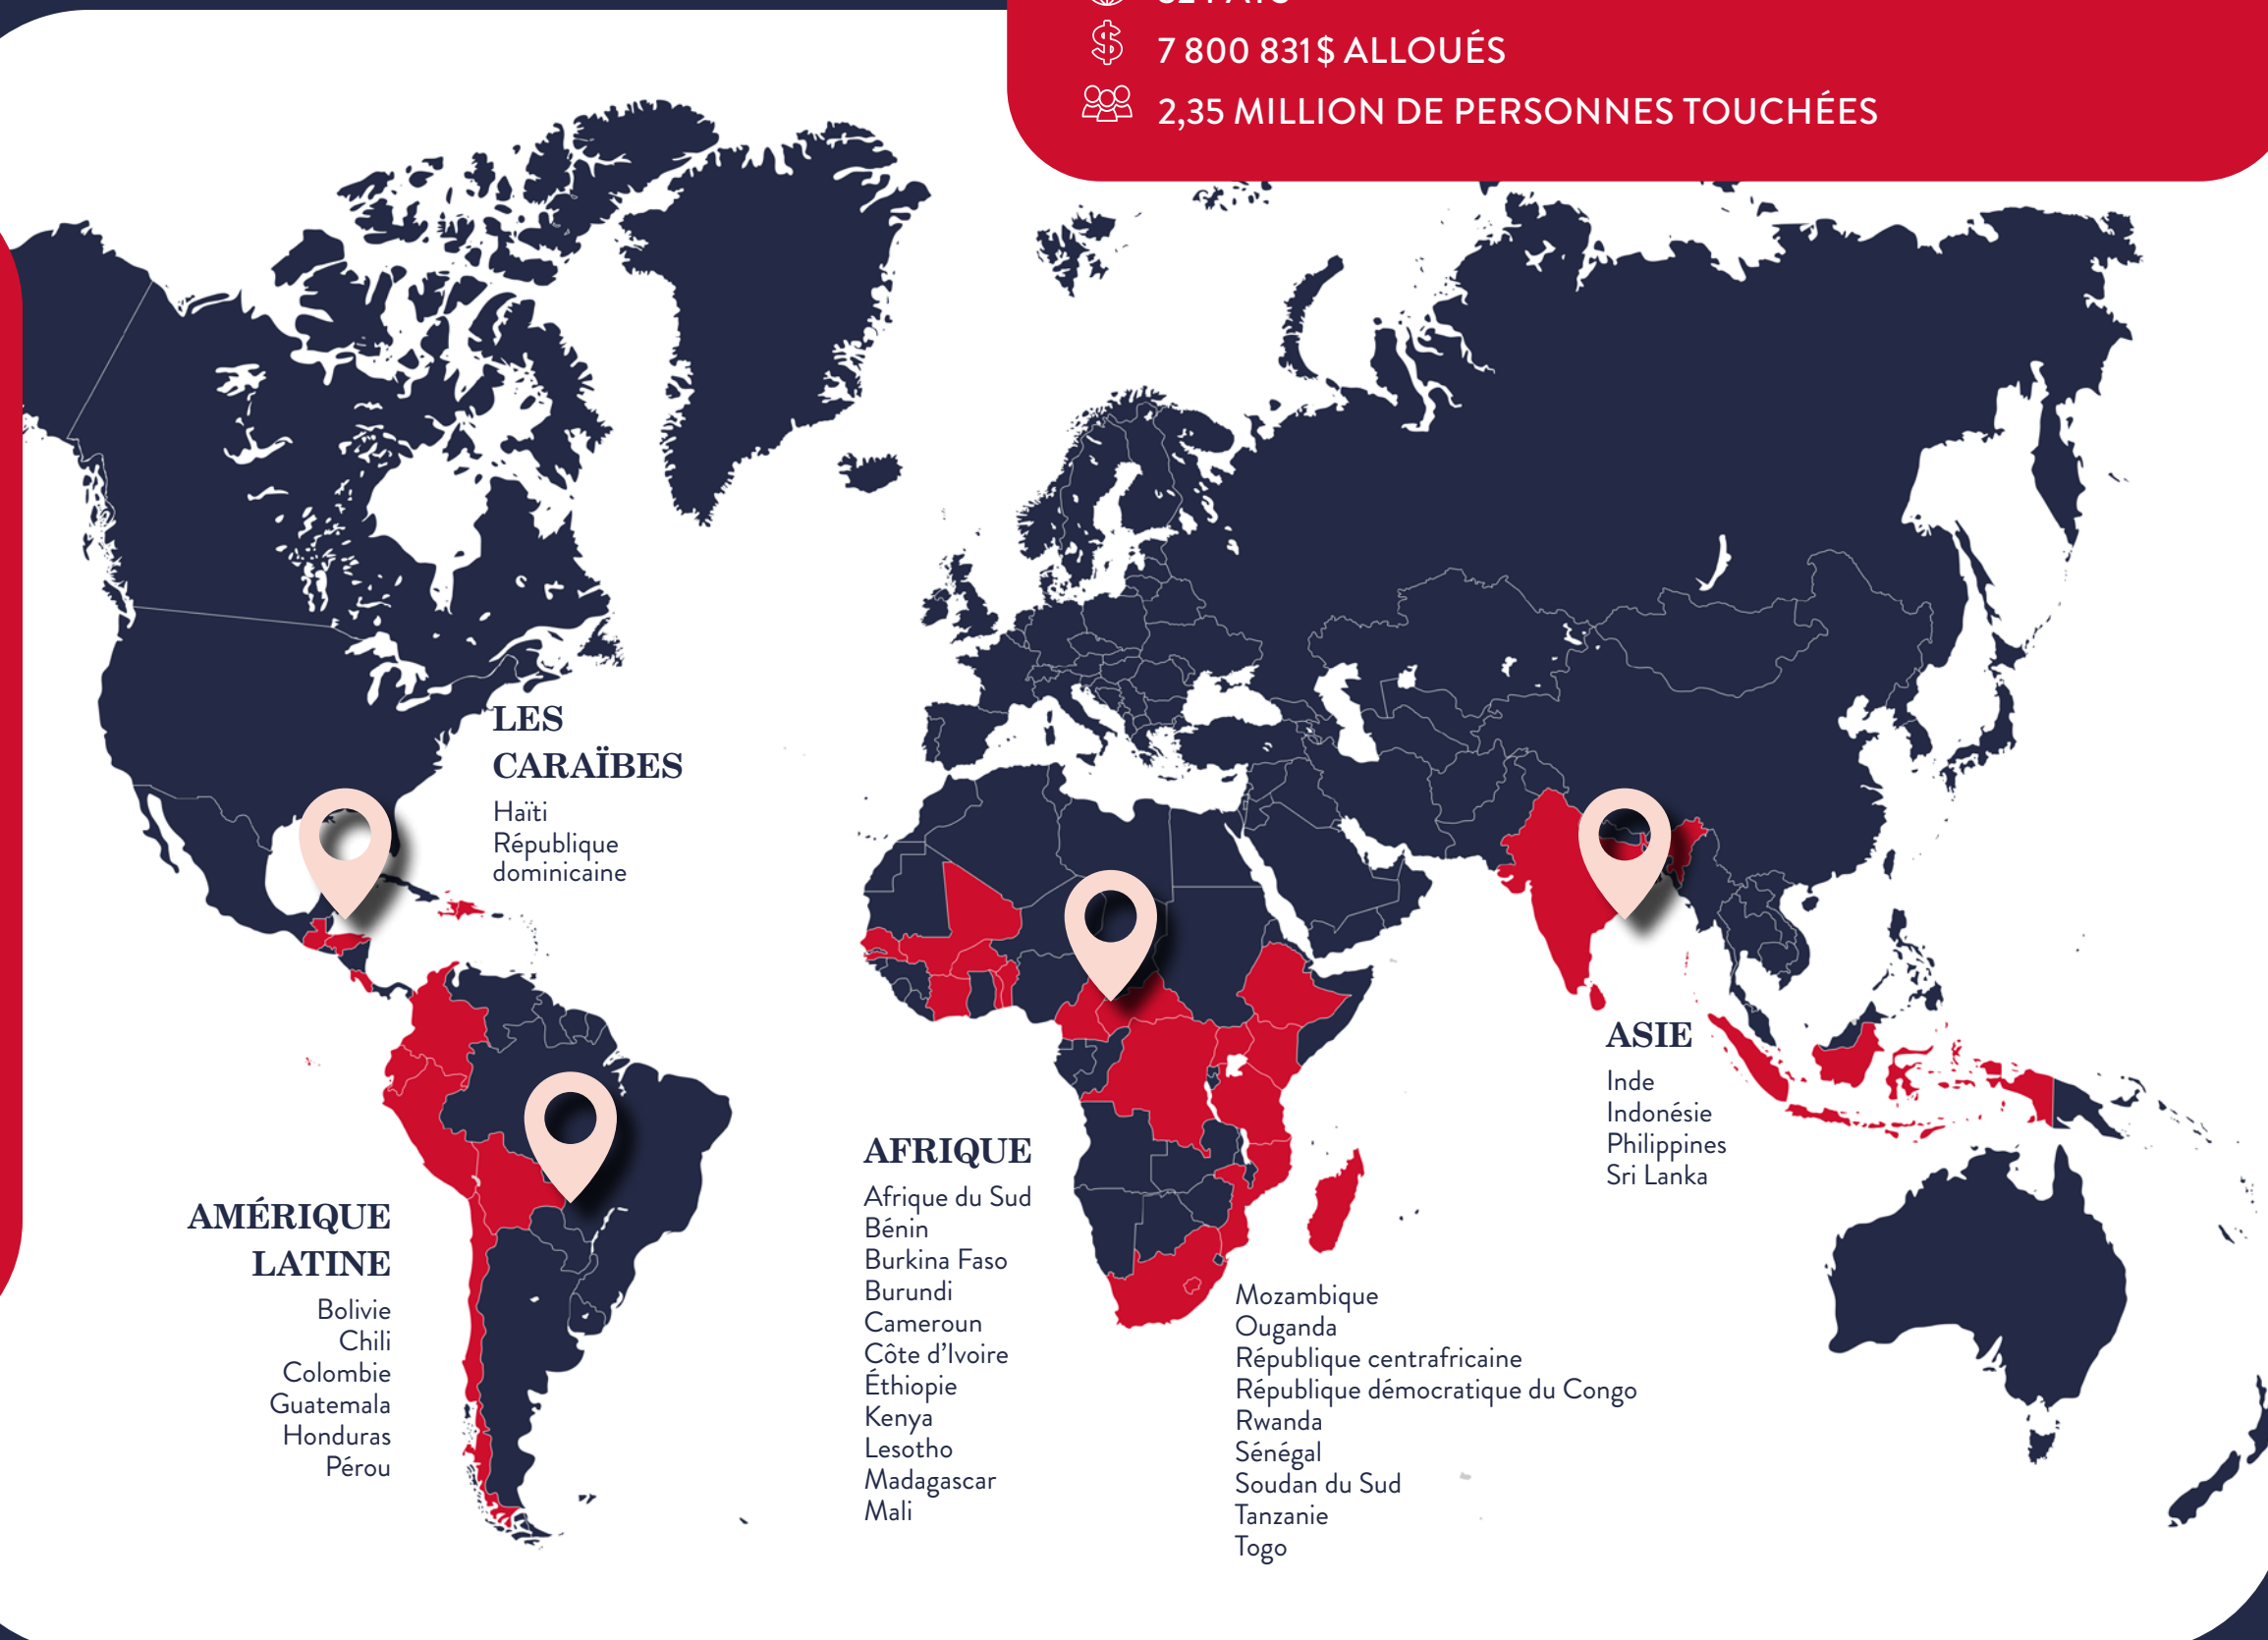 7 800 831$ ALLOUÉS
2,35 MILLION DE PERSONNES TOUCHÉES
LES
CARAÏBES
Haïti
République
dominicaine
AMÉRIQUE
LATINE
Bolivie
Chili
Colombie
Guatemala
Honduras
Pérou
AFRIQUE
Afrique du Sud
Bénin
Burkina Faso
Burundi
Cameroun
Côte d’Ivoire
Éthiopie
Kenya
Lesotho
Madagascar
Mali
Mozambique
Ouganda
République centrafricaine
République démocratique du Congo
Rwanda
Sénégal
Soudan du Sud
Tanzanie
Togo
ASIE
Inde
Indonésie
Philippines
Sri Lanka